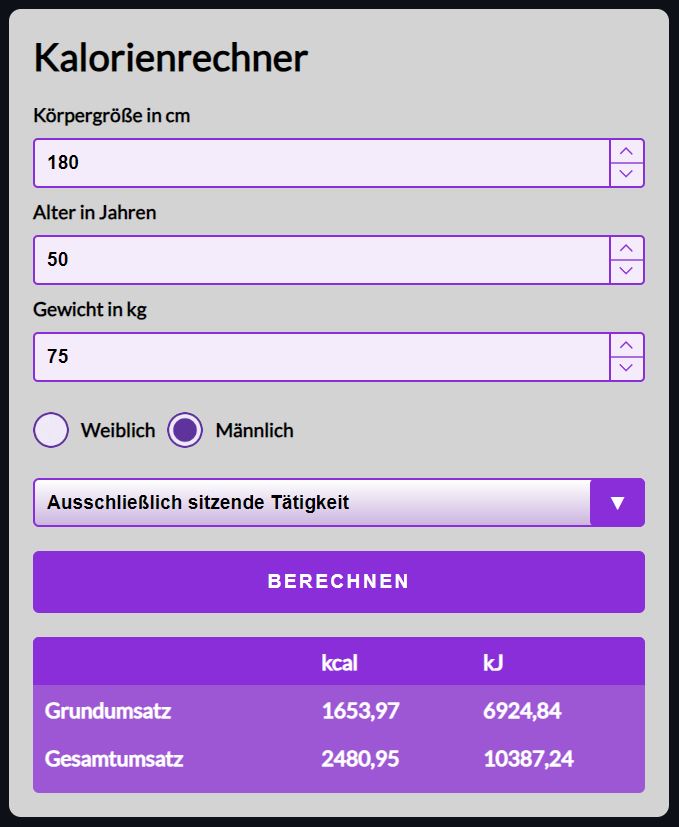 Kalorienrechner
Körpergröße in cm
180
Alter in Jahren
50
Gewicht in kg
75
Weiblich Männlich
Ausschließlich sitzende Tätigkeit ▼
BERECHNEN
kcal kJ
Grundumsatz 1653,97 6924,84
Gesamtumsatz 2480,95 10387,24